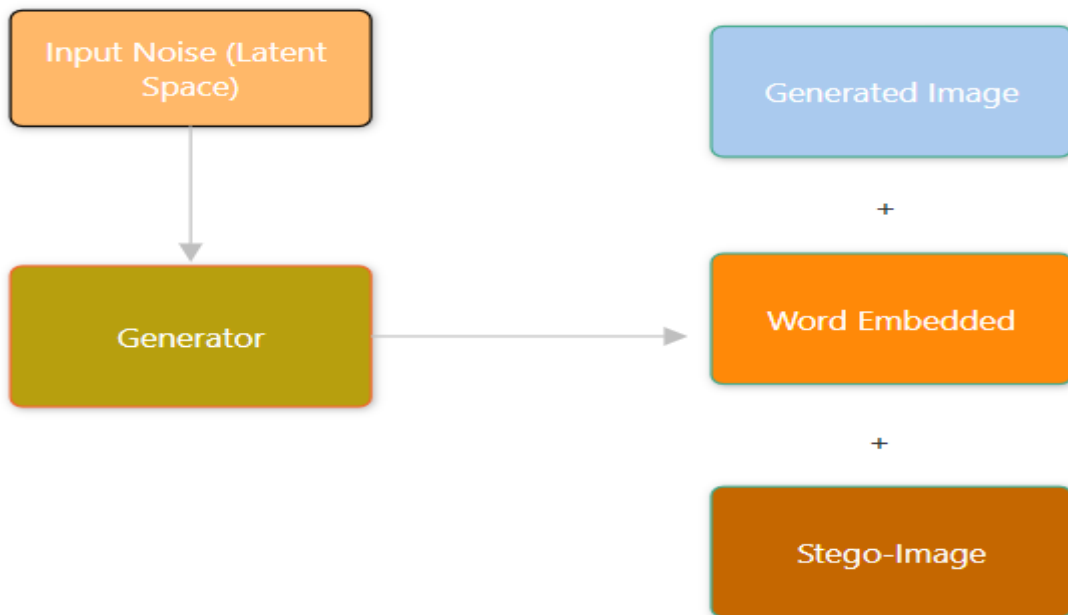 Input Noise (Latent
Space)
Generated Image
+
Generator
Word Embedded
+
Stego-Image